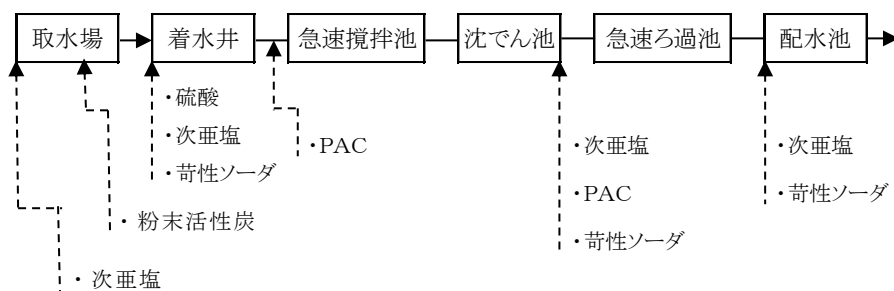 取水場
着水井
急速撹拌池
沈でん池
急速ろ過池
配水池
・硫酸
・次亜塩
・苛性ソーダ
・PAC
・次亜塩
・PAC
・苛性ソーダ
・次亜塩
・苛性ソーダ
・粉末活性炭
・次亜塩